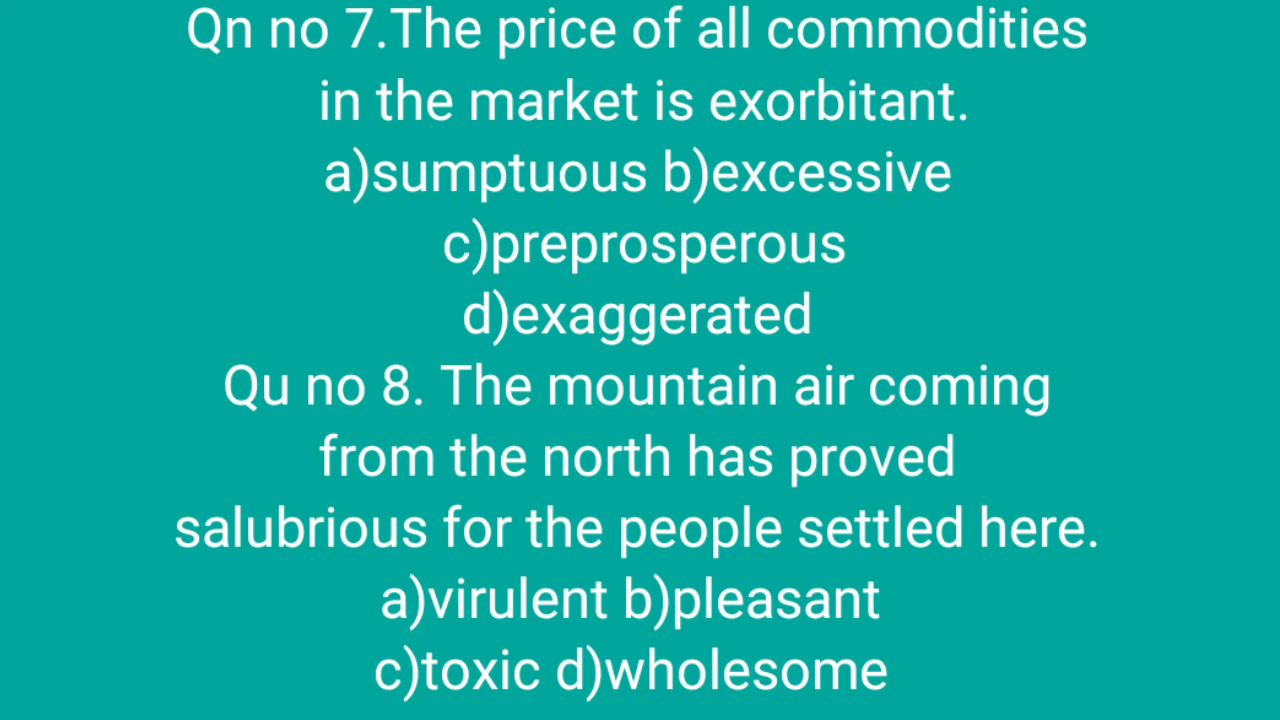 Qn no 7.The price of all commodities
in the market is exorbitant.
a)sumptuous b)excessive
c)preprosperous
d)exaggerated
Qu no 8. The mountain air coming
from the north has proved
salubrious for the people settled here.
a)virulent b)pleasant
c)toxic d)wholesome